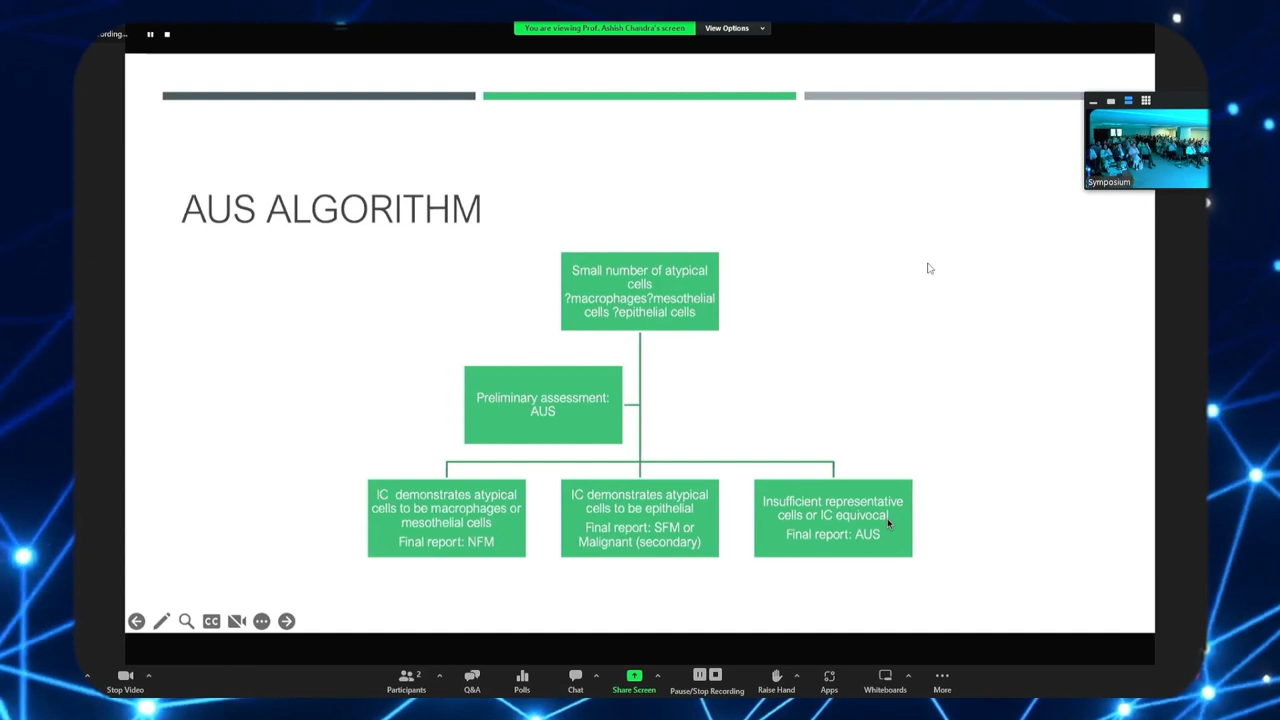 ording...
You are viewing Prof. Ashish Chandra's screen
View Options
Symposium
AUS ALGORITHM
Small number of atypical
cells
?macrophages?mesothelial
cells ?epithelial cells
Preliminary assessment:
AUS
IC demonstrates atypical
cells to be macrophages or
mesothelial cells
Final report: NFM
IC demonstrates atypical
cells to be epithelial
Final report: SFM or
Malignant (secondary)
Insufficient representative
cells or IC equivocal
Final report: AUS
CC
Stop Video
2
Participants
Q&A
Polls
Chat
Share Screen
Pause/Stop Recording
Raise Hand
Apps
Whiteboards
More